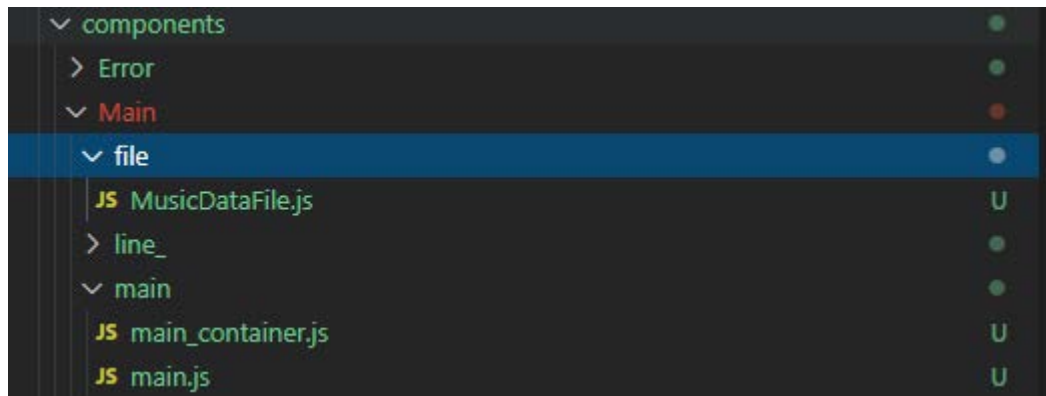 components
Error
Main
file
JS MusicDataFile.js U
line_
main
JS main_container.js U
JS main.js U